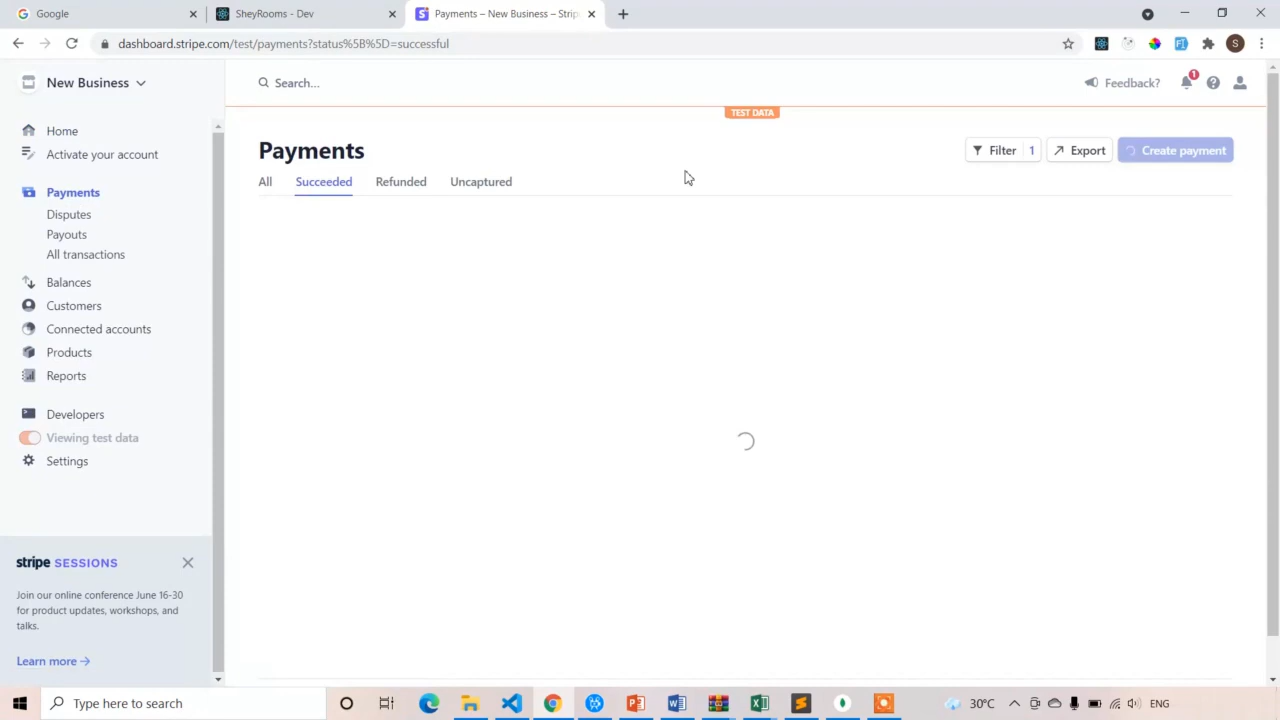 Google
SheyRooms - Dev
Payments – New Business – Strip
dashboard.stripe.com/test/payments?status%5B%5D=successful
S
New Business
Search...
Feedback?
1
TEST DATA
Home
Activate your account
Payments
Disputes
Payouts
All transactions
Balances
Customers
Connected accounts
Products
Reports
Developers
Viewing test data
Settings
Payments
Filter 1
Export
Create payment
All
Succeeded
Refunded
Uncaptured
stripe SESSIONS
Join our online conference June 16-30
for product updates, workshops, and
talks.
Learn more
Type here to search
30°C
ENG